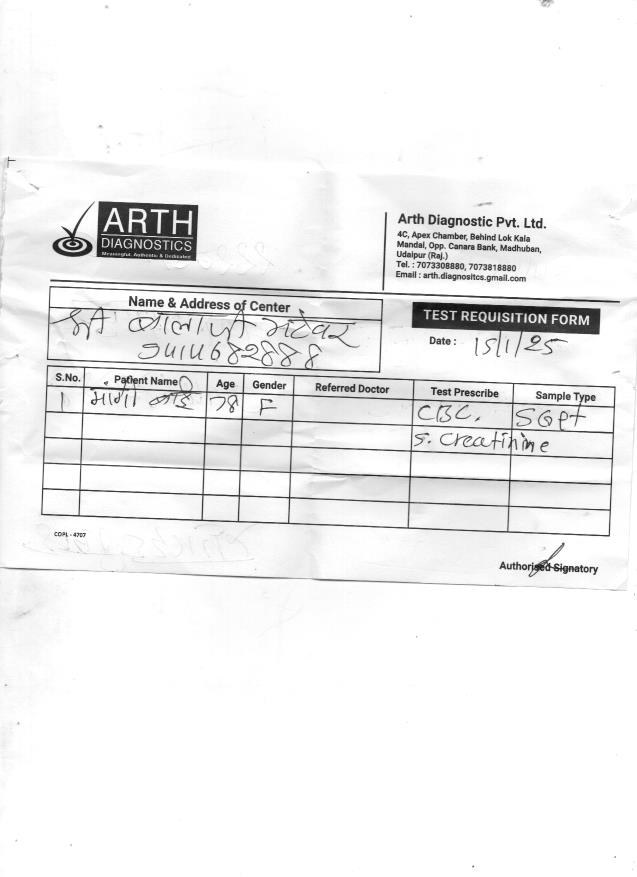 ARTH
DIAGNOSTICS
Meaningful, Authentic & Dedicated
Arth Diagnostic Pvt. Ltd.
4C, Apex Chamber, Behind Lok Kala
Mandal, Opp. Canara Bank, Madhuban,
Udaipur (Raj.)
Tel. : 7073308880, 7073818880
Email : arth.diagnositcs.gmail.com
Name & Address of Center
श्री बालाजी
TEST REQUISITION FORM
Date : 15/1/25
S.No. Patient Name Age Gender Referred Doctor Test Prescribe Sample Type
1 बाई F CBC, SGPT
S. Creatinine
COPL - 4707
Authorised Signatory